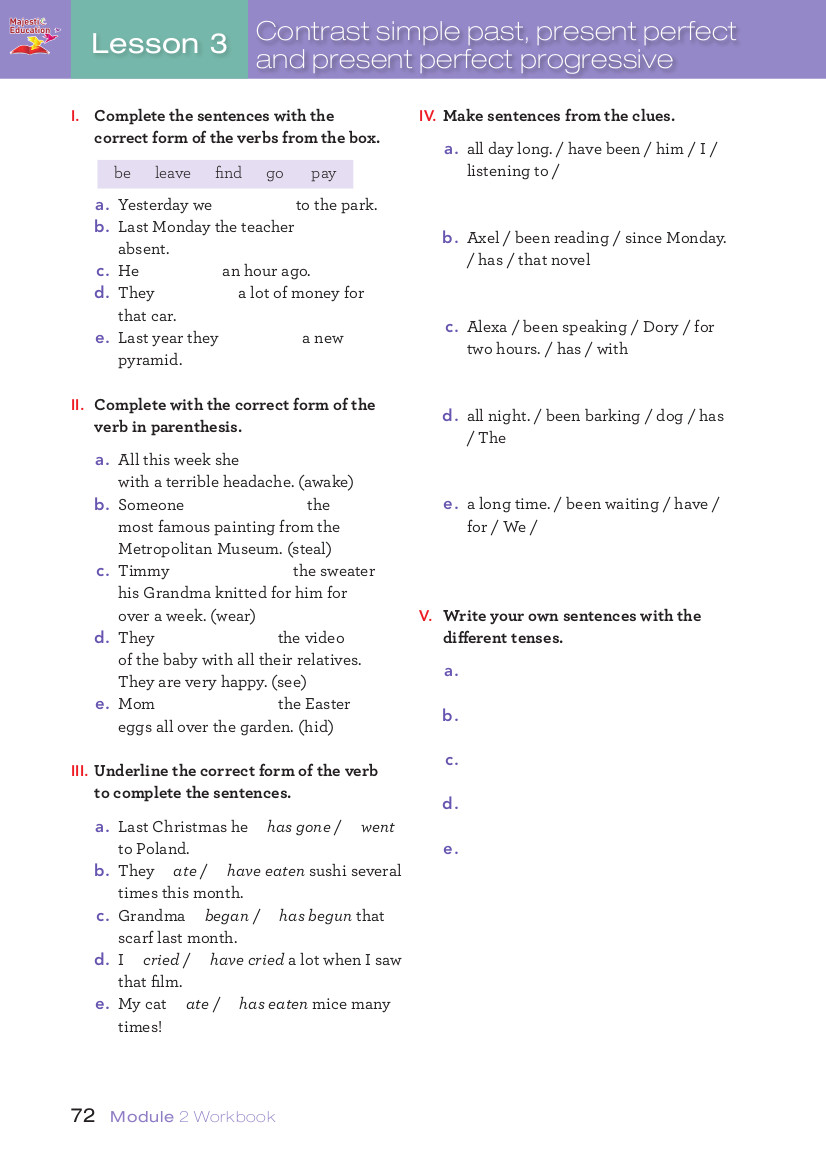 Majestic
Education
Lesson 3
Contrast simple past, present perfect
and present perfect progressive
I. Complete the sentences with the
correct form of the verbs from the box.
be leave find go pay
a. Yesterday we to the park.
b. Last Monday the teacher
absent.
c. He an hour ago.
d. They a lot of money for
that car.
e. Last year they a new
pyramid.
II. Complete with the correct form of the
verb in parenthesis.
a. All this week she
with a terrible headache. (awake)
b. Someone the
most famous painting from the
Metropolitan Museum. (steal)
c. Timmy the sweater
his Grandma knitted for him for
over a week. (wear)
d. They the video
of the baby with all their relatives.
They are very happy. (see)
e. Mom the Easter
eggs all over the garden. (hid)
III. Underline the correct form of the verb
to complete the sentences.
a. Last Christmas he has gone / went
to Poland.
b. They ate / have eaten sushi several
times this month.
c. Grandma began / has begun that
scarf last month.
d. I cried / have cried a lot when I saw
that film.
e. My cat ate / has eaten mice many
times!
IV. Make sentences from the clues.
a. all day long. / have been / him / I /
listening to /
b. Axel / been reading / since Monday.
/ has / that novel
c. Alexa / been speaking / Dory / for
two hours. / has / with
d. all night. / been barking / dog / has
/ The
e. a long time. / been waiting / have /
for / We /
V. Write your own sentences with the
different tenses.
a.
b.
c.
d.
e.
72 Module 2 Workbook